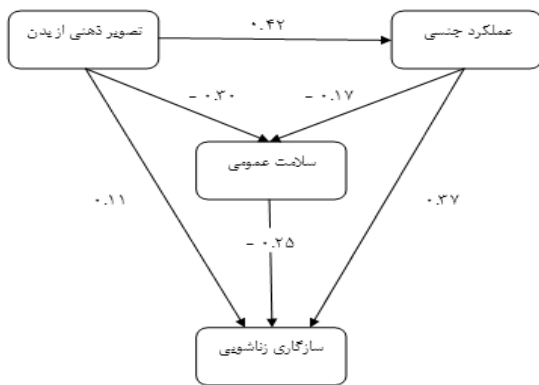 عملکرد جنسی
۰.۴۲
تصویر ذهنی از بدن
– ۰.۱۷
– ۰.۳۰
سلامت عمومی
۰.۳۷
۰.۱۱
– ۰.۲۵
سازگاری زناشویی